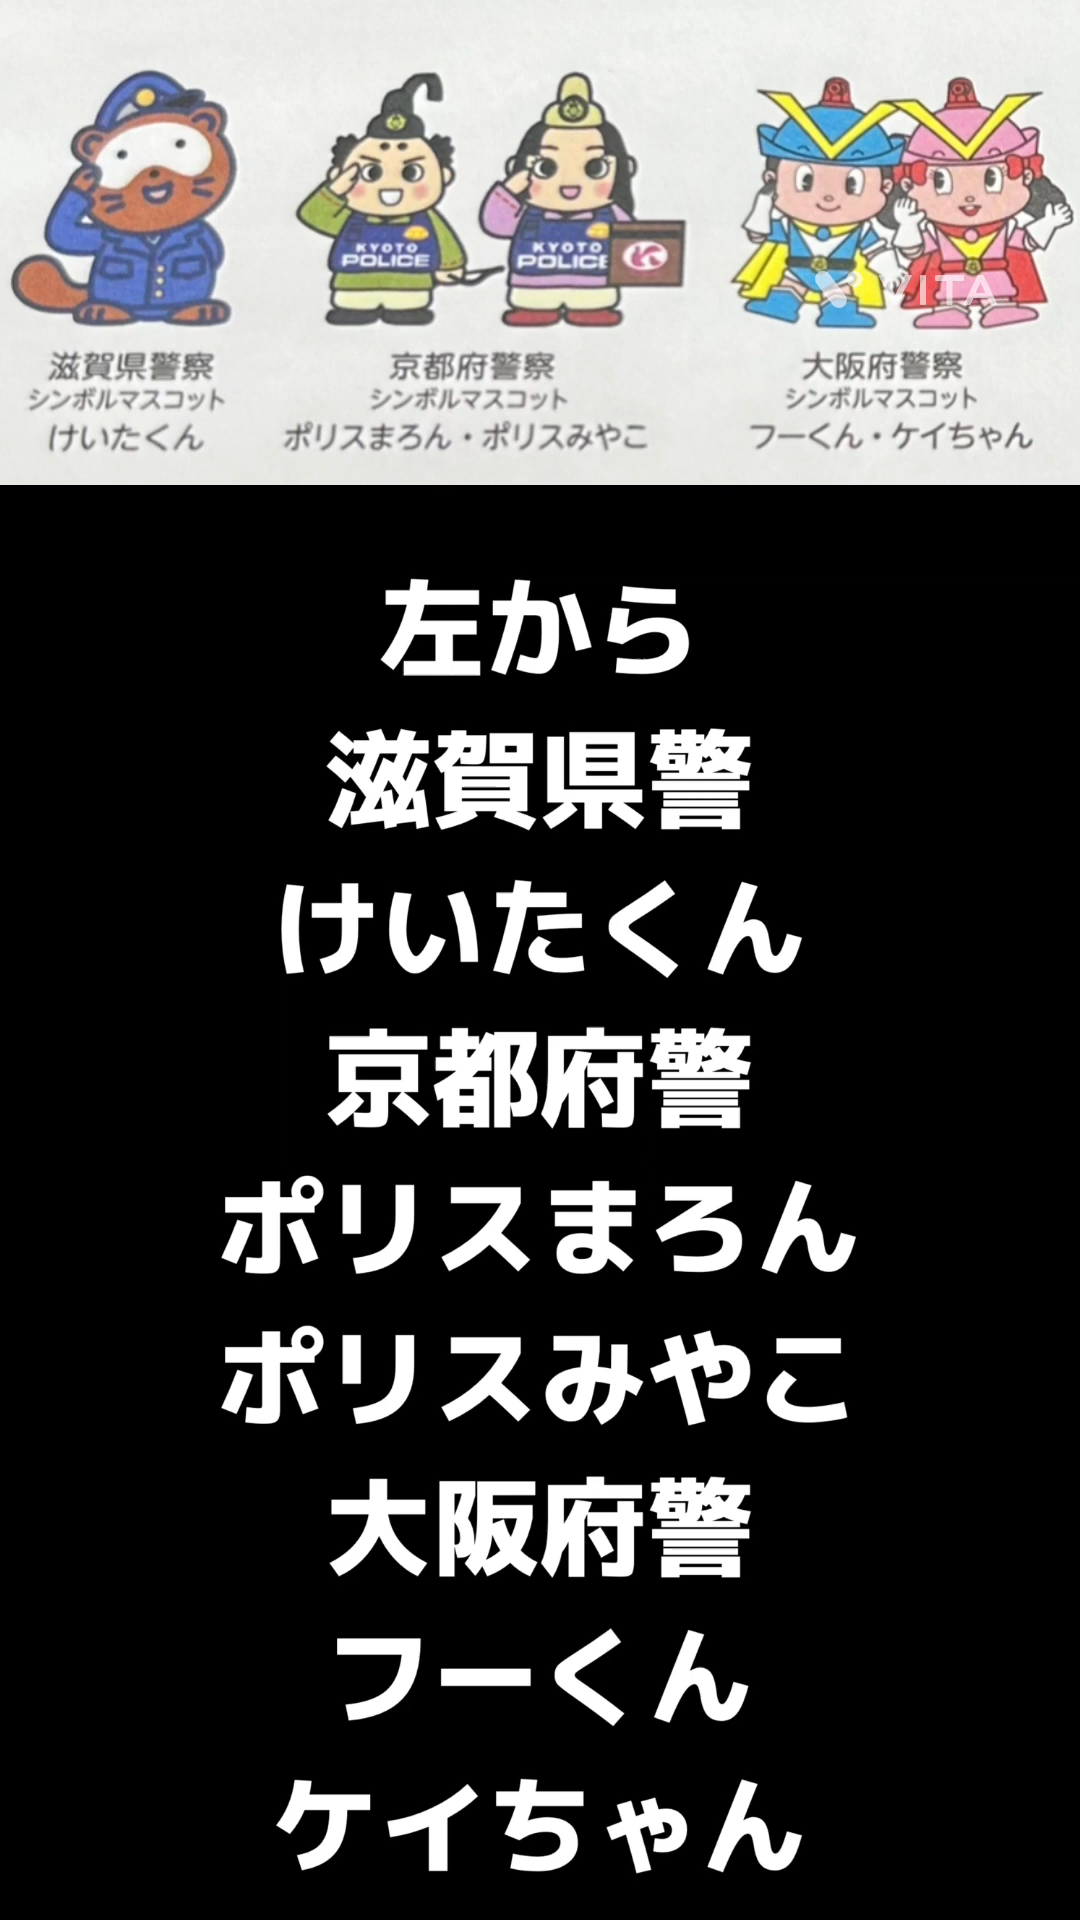 KYOTO
POLICE
KYOTO
POLICE
VITA
滋賀県警察
シンボルマスコット
けいたくん
京都府警察
シンボルマスコット
ポリスまろん・ポリスみやこ
大阪府警察
シンボルマスコット
フーくん・ケイちゃん
左から
滋賀県警
けいたくん
京都府警
ポリスまろん
ポリスみやこ
大阪府警
フーくん
ケイちゃん